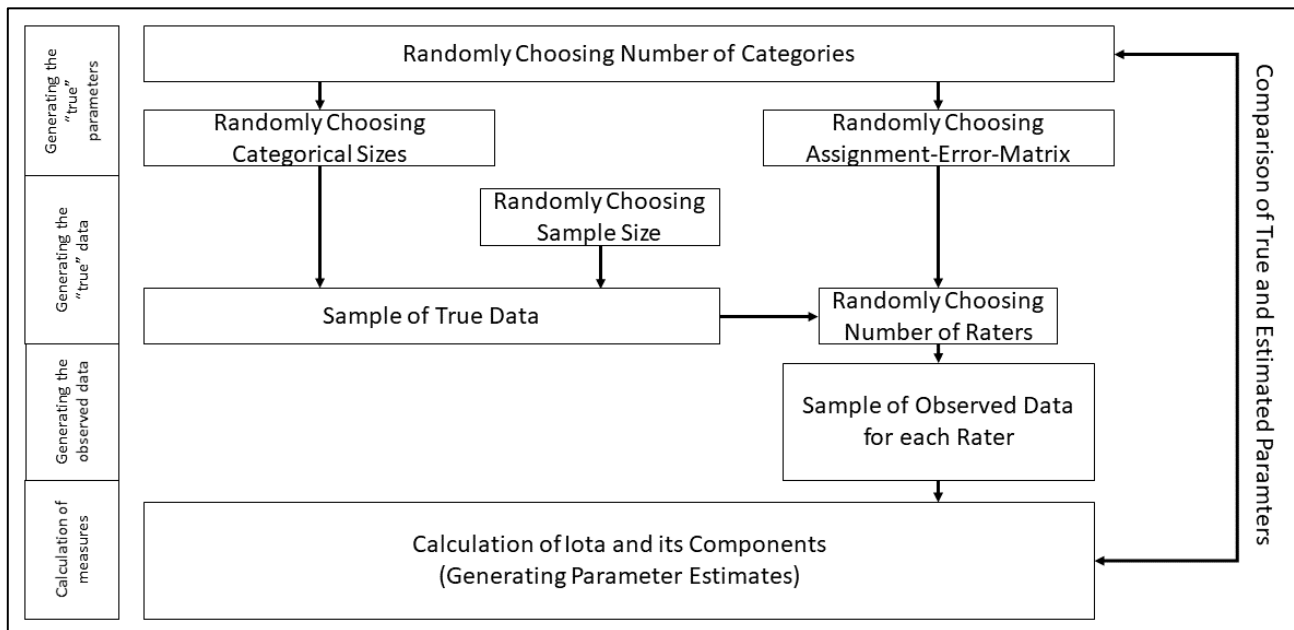 Generating the
"true"
parameters
Randomly Choosing Number of Categories
Randomly Choosing
Categorical Sizes
Randomly Choosing
Assignment-Error-Matrix
Generating the
"true" data
Randomly Choosing
Sample Size
Sample of True Data
Randomly Choosing
Number of Raters
Generating the
observed data
Sample of Observed Data
for each Rater
Calculation of
measures
Calculation of Iota and its Components
(Generating Parameter Estimates)
Comparison of True and Estimated Paramters